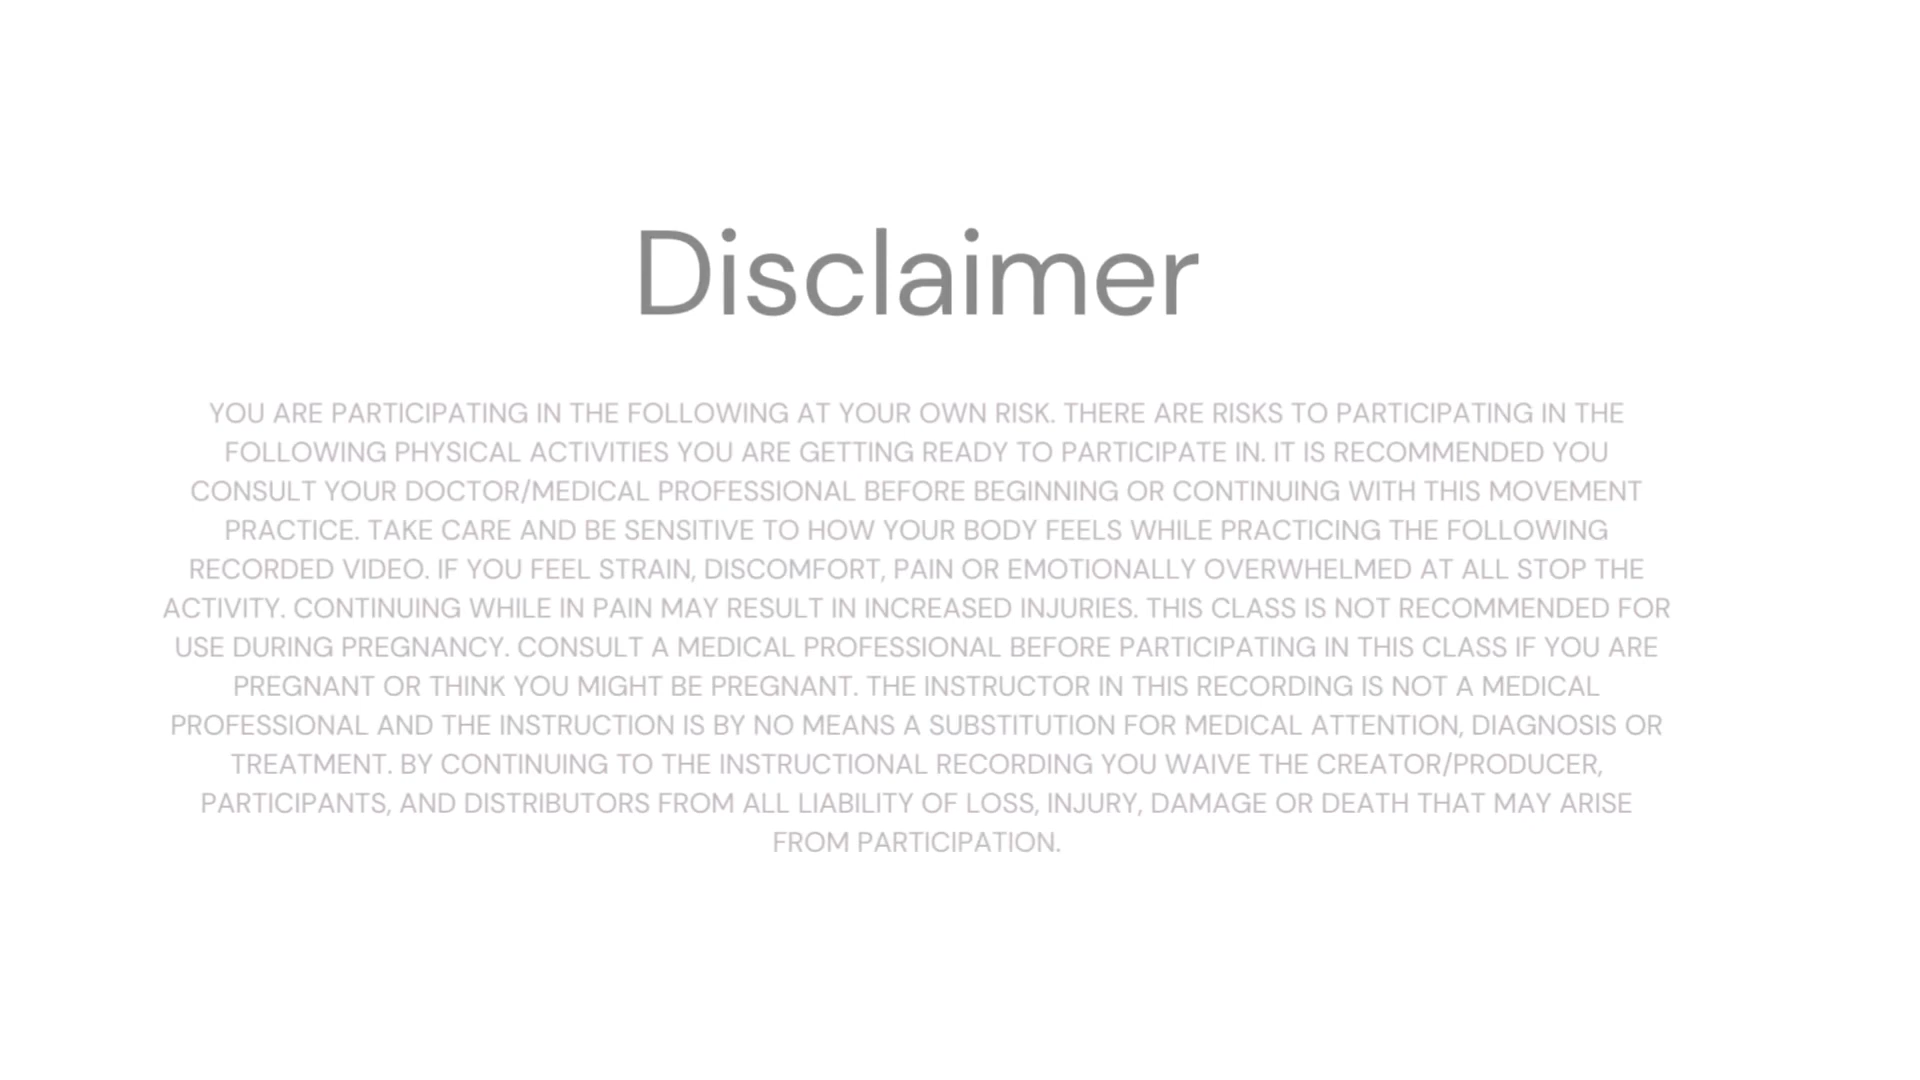 Disclaimer
YOU ARE PARTICIPATING IN THE FOLLOWING AT YOUR OWN RISK. THERE ARE RISKS TO PARTICIPATING IN THE
FOLLOWING PHYSICAL ACTIVITIES YOU ARE GETTING READY TO PARTICIPATE IN. IT IS RECOMMENDED YOU
CONSULT YOUR DOCTOR/MEDICAL PROFESSIONAL BEFORE BEGINNING OR CONTINUING WITH THIS MOVEMENT
PRACTICE. TAKE CARE AND BE SENSITIVE TO HOW YOUR BODY FEELS WHILE PRACTICING THE FOLLOWING
RECORDED VIDEO. IF YOU FEEL STRAIN, DISCOMFORT, PAIN OR EMOTIONALLY OVERWHELMED AT ALL STOP THE
ACTIVITY. CONTINUING WHILE IN PAIN MAY RESULT IN INCREASED INJURIES. THIS CLASS IS NOT RECOMMENDED FOR
USE DURING PREGNANCY. CONSULT A MEDICAL PROFESSIONAL BEFORE PARTICIPATING IN THIS CLASS IF YOU ARE
PREGNANT OR THINK YOU MIGHT BE PREGNANT. THE INSTRUCTOR IN THIS RECORDING IS NOT A MEDICAL
PROFESSIONAL AND THE INSTRUCTION IS BY NO MEANS A SUBSTITUTION FOR MEDICAL ATTENTION, DIAGNOSIS OR
TREATMENT. BY CONTINUING TO THE INSTRUCTIONAL RECORDING YOU WAIVE THE CREATOR/PRODUCER,
PARTICIPANTS, AND DISTRIBUTORS FROM ALL LIABILITY OF LOSS, INJURY, DAMAGE OR DEATH THAT MAY ARISE
FROM PARTICIPATION.